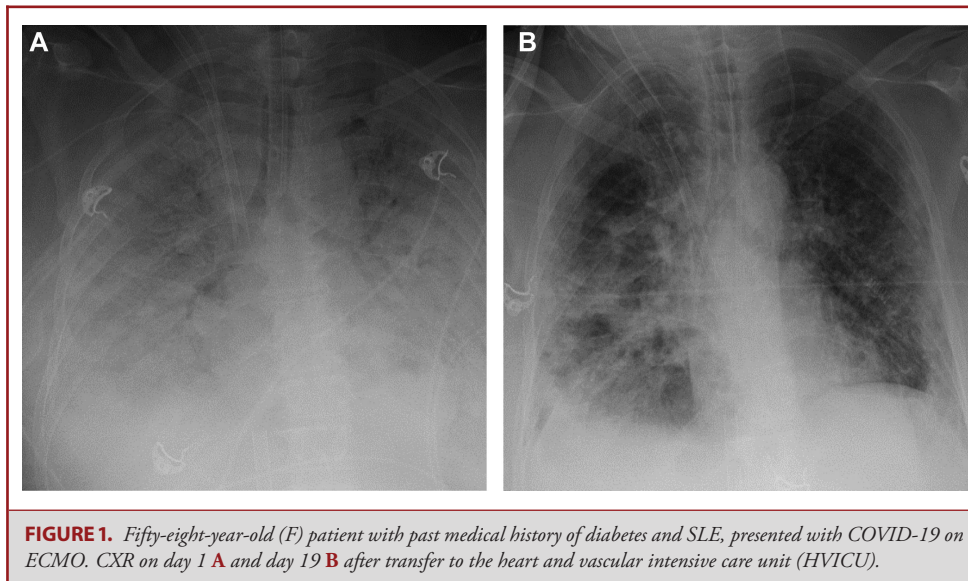 A
B
FIGURE 1. Fifty-eight-year-old (F) patient with past medical history of diabetes and SLE, presented with COVID-19 on
ECMO. CXR on day 1 A and day 19 B after transfer to the heart and vascular intensive care unit (HVICU).